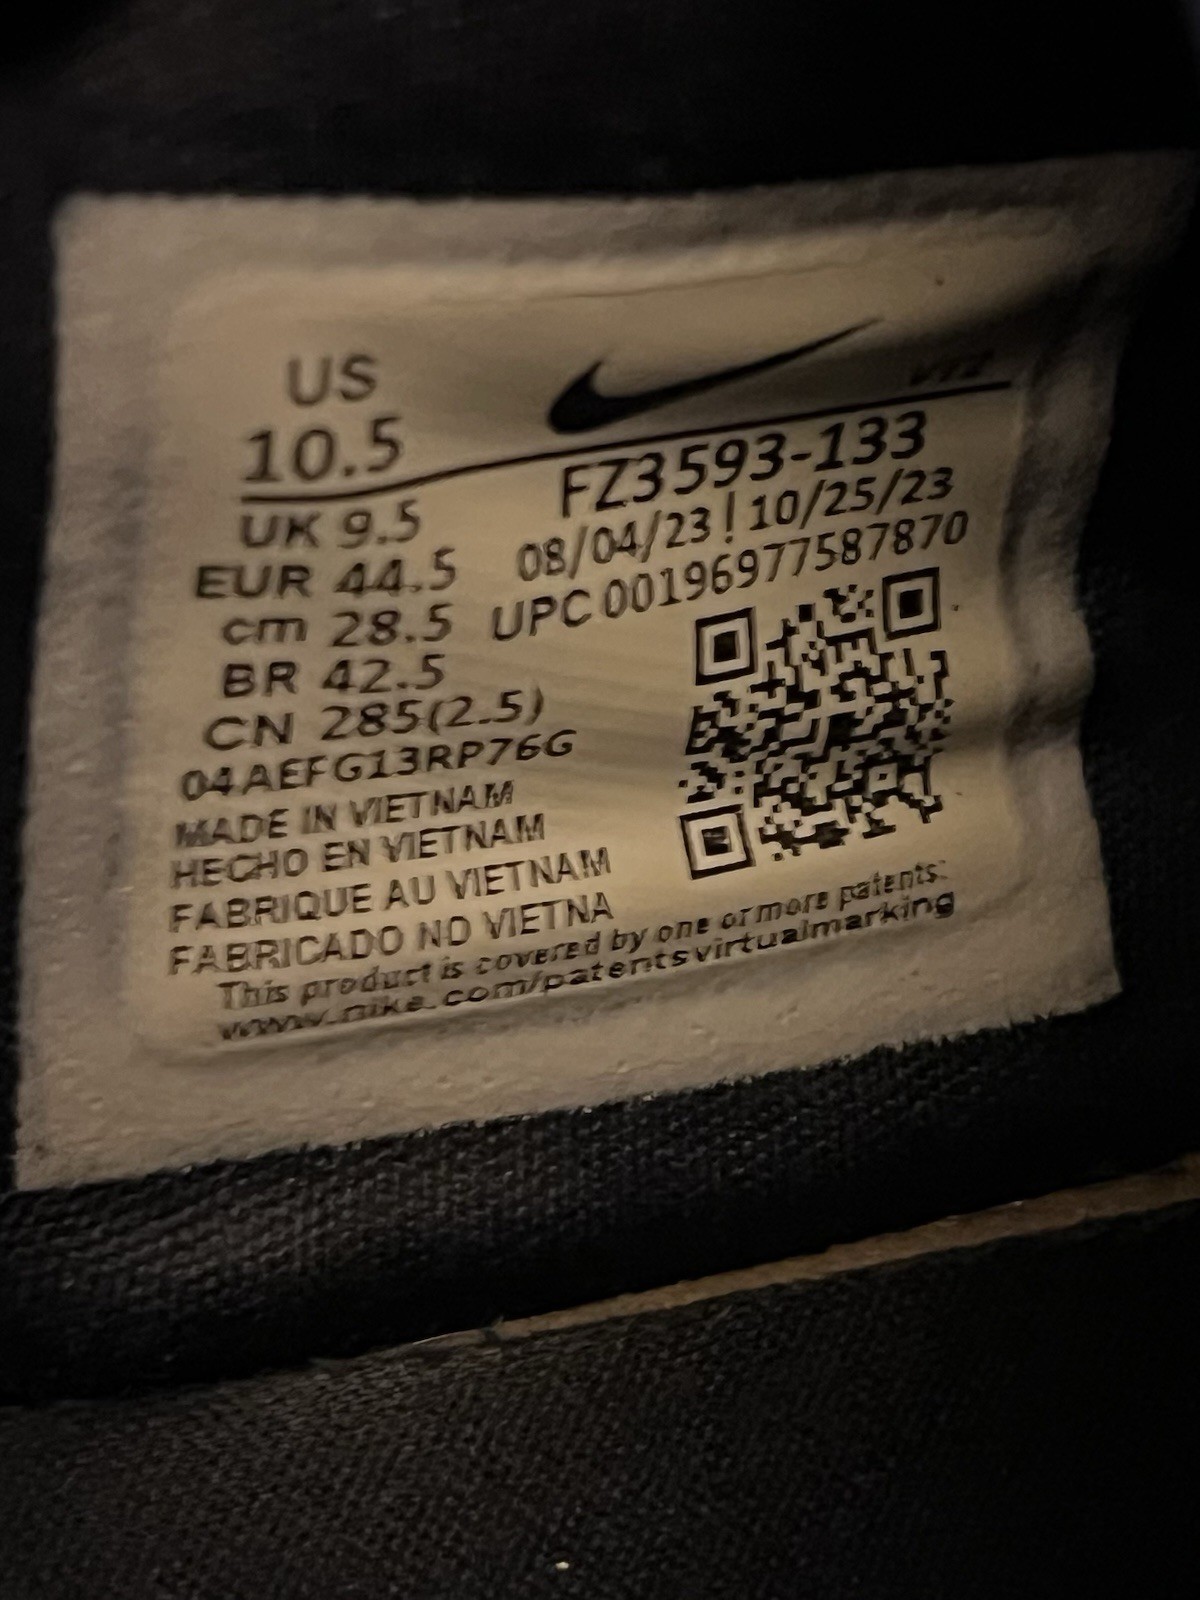 US
10.5
UK 9.5
EUR 44.5
cm 28.5
BR 42.5
CN 285(2.5)
04AEFG13RP76G
MADE IN VIETNAM
HECHO EN VIETNAM
FABRIQUE AU VIETNAM
FABRICADO NO VIETNA
VT1
FZ3593-133
08/04/23 ! 10/25/23
UPC 00196977587870
This product is covered by one or more patents:
www.nike.com/patentsvirtualmarking